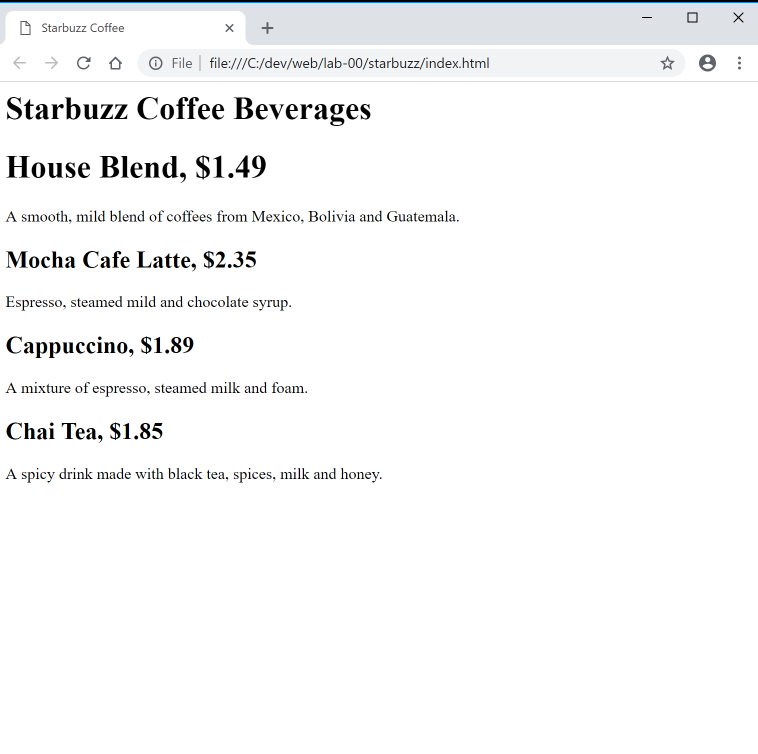 Starbuzz Coffee
File
file:///C:/dev/web/lab-00/starbuzz/index.html
Starbuzz Coffee Beverages
House Blend, $1.49
A smooth, mild blend of coffees from Mexico, Bolivia and Guatemala.
Mocha Cafe Latte, $2.35
Espresso, steamed mild and chocolate syrup.
Cappuccino, $1.89
A mixture of espresso, steamed milk and foam.
Chai Tea, $1.85
A spicy drink made with black tea, spices, milk and honey.